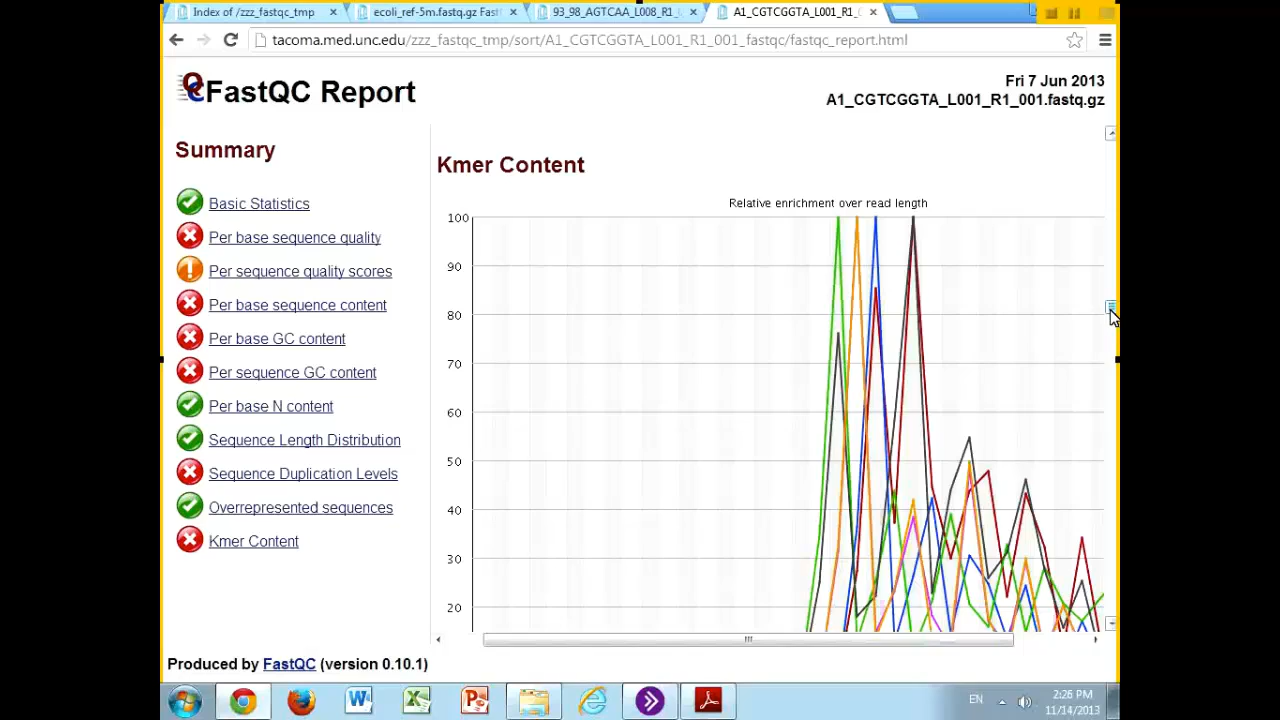 Index of /zzz_fastqc_tmp
ecoli_ref-5m.fastq.gz Fast
93_98_AGTCAA_L008_R1_
A1_CGTCGGTA_L001_R1_
tacoma.med.unc.edu/zzz_fastqc_tmp/sort/A1_CGTCGGTA_L001_R1_001_fastqc/fastqc_report.html
FastQC Report
Fri 7 Jun 2013
A1_CGTCGGTA_L001_R1_001.fastq.gz
Summary
Basic Statistics
Per base sequence quality
Per sequence quality scores
Per base sequence content
Per base GC content
Per sequence GC content
Per base N content
Sequence Length Distribution
Sequence Duplication Levels
Overrepresented sequences
Kmer Content
Kmer Content
Relative enrichment over read length
100
90
80
70
60
50
40
30
20
Produced by FastQC (version 0.10.1)
EN
2:26 PM
11/14/2013